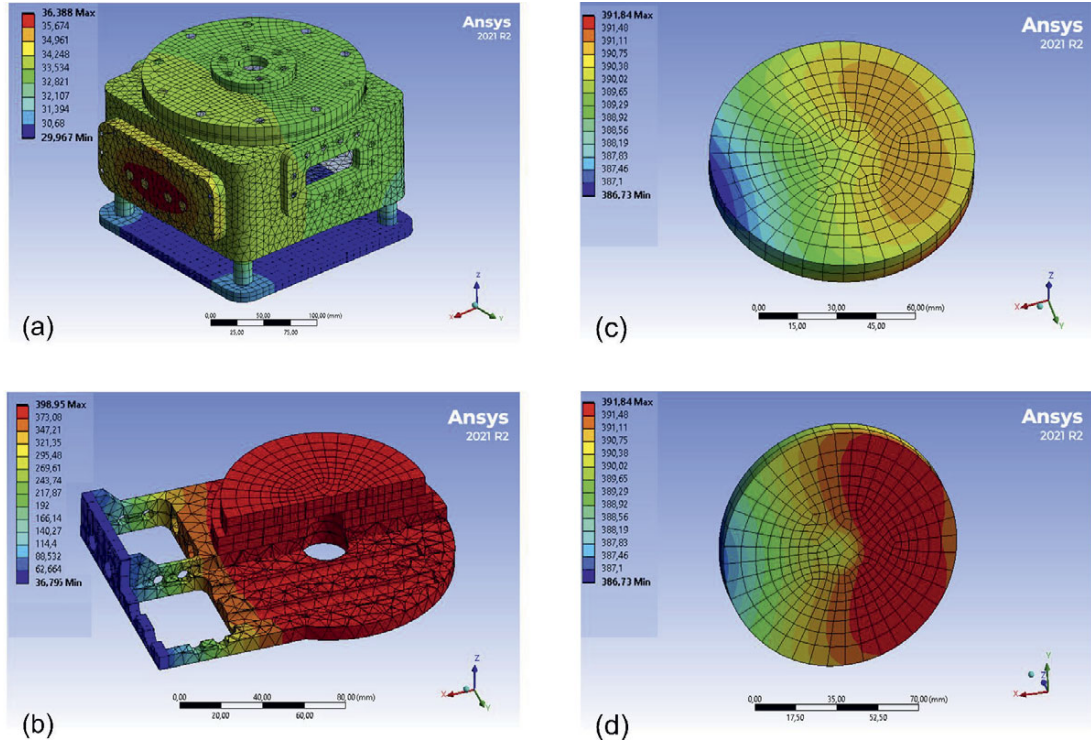 36,388 Max
35,674
34,961
34,248
33,534
32,821
32,107
31,394
30,68
29,967 Min
Ansys
2021 R2
Z
X
Y
0,00 50,00 100,00 (mm)
25,00 75,00
(a)
391,84 Max
391,48
391,11
390,75
390,38
390,02
389,65
389,29
388,92
388,56
388,19
387,83
387,46
387,1
386,73 Min
Ansys
2021 R2
Z
X
Y
0,00 30,00 60,00 (mm)
15,00 45,00
(c)
398,95 Max
373,08
347,21
321,35
295,48
269,61
243,74
217,87
192
166,14
140,27
114,4
88,532
62,664
36,795 Min
Ansys
2021 R2
Z
X
Y
0,00 40,00 80,00 (mm)
20,00 60,00
(b)
391,84 Max
391,48
391,11
390,75
390,38
390,02
389,65
389,29
388,92
388,56
388,19
387,83
387,46
387,1
386,73 Min
Ansys
2021 R2
Y
Z
X
0,00 35,00 70,00 (mm)
17,50 52,50
(d)